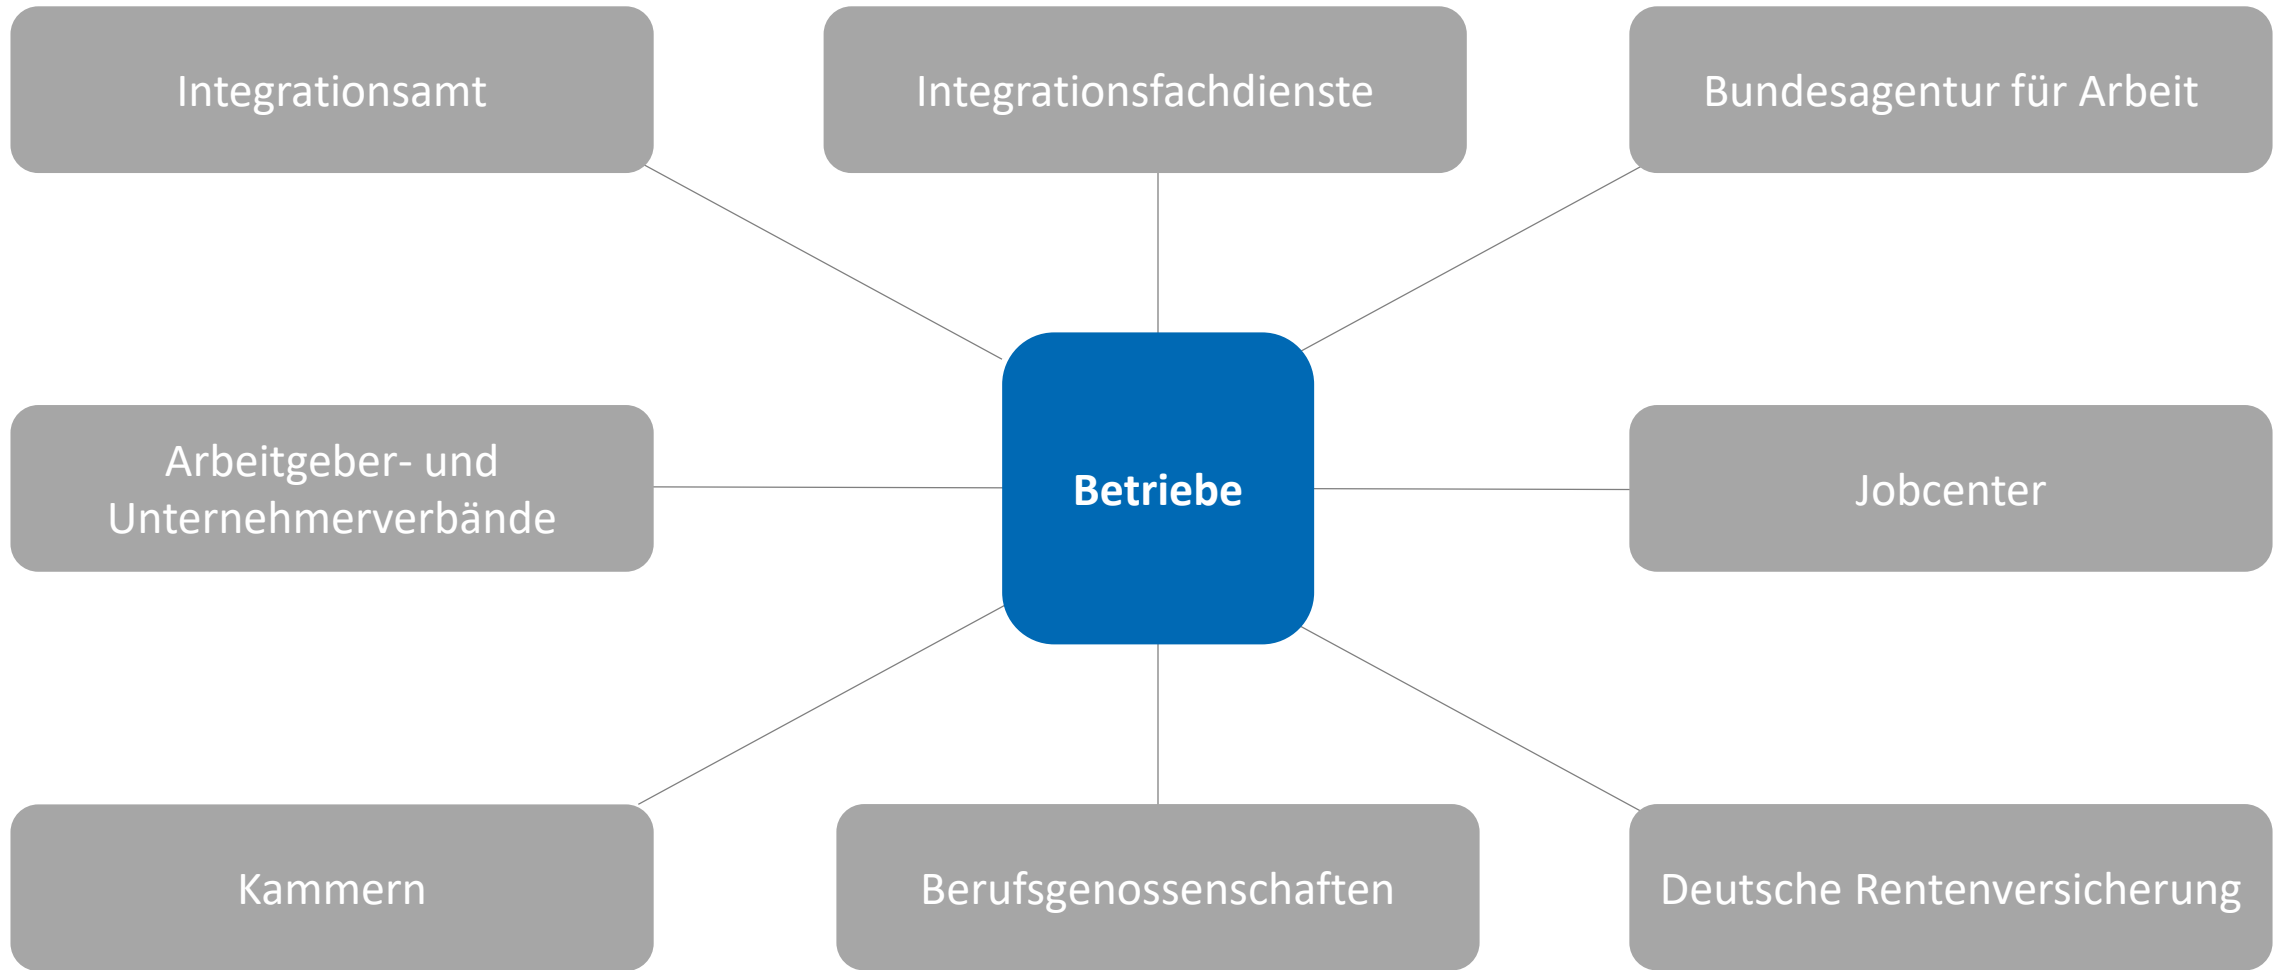 Integrationsamt
Integrationsfachdienste
Bundesagentur für Arbeit
Arbeitgeber- und
Unternehmerverbände
Betriebe
Jobcenter
Kammern
Berufsgenossenschaften
Deutsche Rentenversicherung